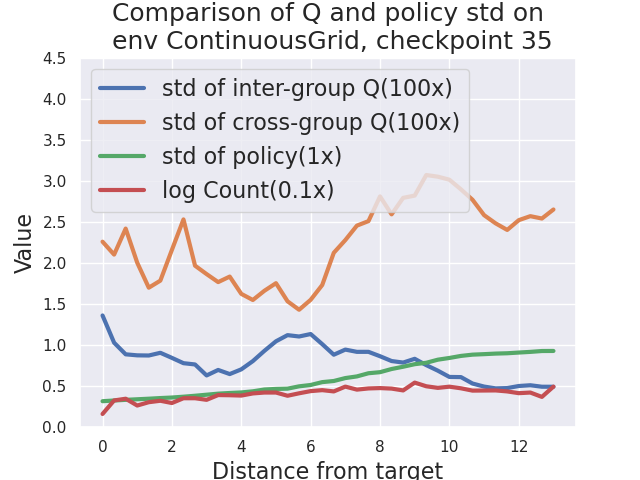 Comparison of Q and policy std on
env ContinuousGrid, checkpoint 35
4.5
4.0
3.5
3.0
2.5
2.0
1.5
1.0
0.5
0.0
Value
std of inter-group Q(100x)
std of cross-group Q(100x)
std of policy(1x)
log Count(0.1x)
0 2 4 6 8 10 12
Distance from target